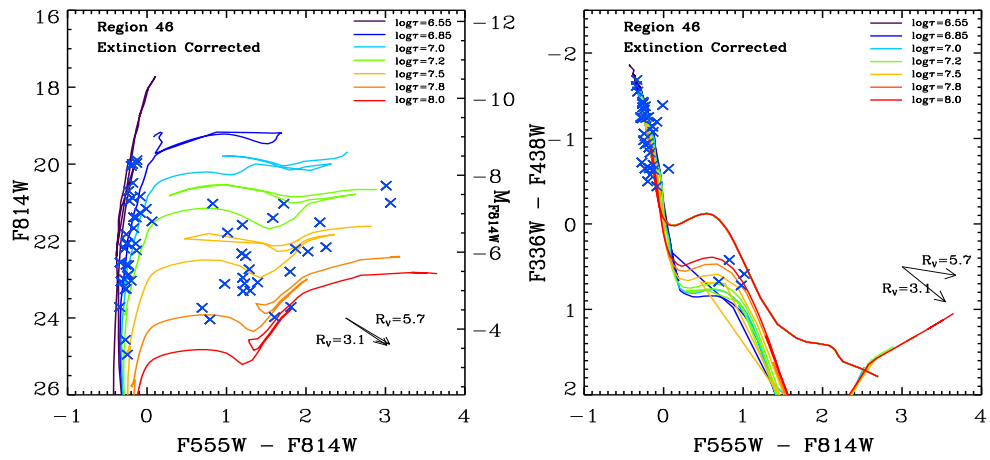 Region 46
Extinction Corrected
logτ=6.55
logτ=6.85
logτ=7.0
logτ=7.2
logτ=7.5
logτ=7.8
logτ=8.0
16
18
20
22
24
26
F814W
−12
−10
−8
−6
−4
M_F814W
R_V=5.7
R_V=3.1
−1 0 1 2 3 4
F555W − F814W
Region 46
Extinction Corrected
logτ=6.55
logτ=6.85
logτ=7.0
logτ=7.2
logτ=7.5
logτ=7.8
logτ=8.0
−2
−1
0
1
2
F336W − F438W
R_V=5.7
R_V=3.1
−1 0 1 2 3 4
F555W − F814W